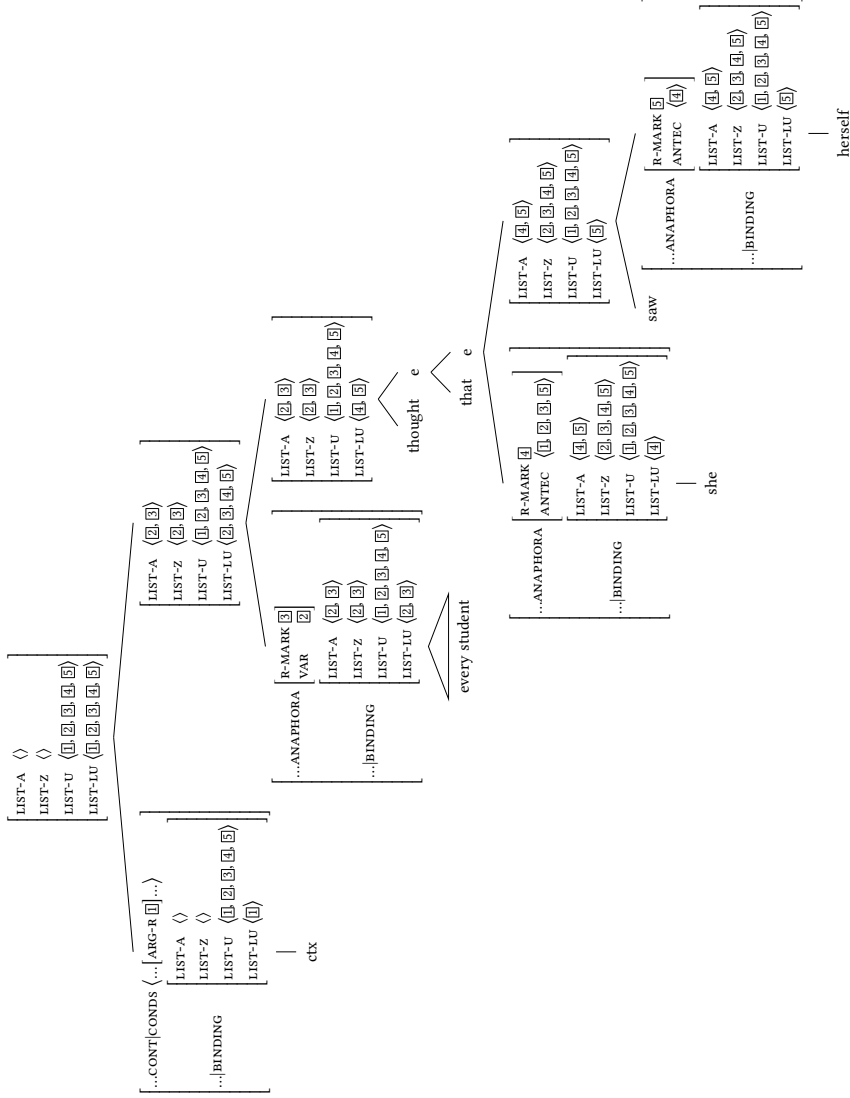 LIST-A ⟨⟩
LIST-Z ⟨⟩
LIST-U ⟨1, 2, 3, 4, 5⟩
LIST-LU ⟨1, 2, 3, 4, 5⟩
...CONT|CONDS ⟨...[ARG-R 1]...⟩
...|BINDING
LIST-A ⟨⟩
LIST-Z ⟨⟩
LIST-U ⟨1, 2, 3, 4, 5⟩
LIST-LU ⟨1⟩
ctx
LIST-A ⟨2, 3⟩
LIST-Z ⟨2, 3⟩
LIST-U ⟨1, 2, 3, 4, 5⟩
LIST-LU ⟨2, 3, 4, 5⟩
...ANAPHORA
R-MARK 3
VAR 2
...|BINDING
LIST-A ⟨2, 3⟩
LIST-Z ⟨2, 3⟩
LIST-U ⟨1, 2, 3, 4, 5⟩
LIST-LU ⟨2, 3⟩
every student
LIST-A ⟨2, 3⟩
LIST-Z ⟨2, 3⟩
LIST-U ⟨1, 2, 3, 4, 5⟩
LIST-LU ⟨4, 5⟩
thought
e
that
e
...ANAPHORA
R-MARK 4
ANTEC ⟨1, 2, 3, 5⟩
...|BINDING
LIST-A ⟨4, 5⟩
LIST-Z ⟨2, 3, 4, 5⟩
LIST-U ⟨1, 2, 3, 4, 5⟩
LIST-LU ⟨4⟩
she
LIST-A ⟨4, 5⟩
LIST-Z ⟨2, 3, 4, 5⟩
LIST-U ⟨1, 2, 3, 4, 5⟩
LIST-LU ⟨5⟩
saw
...ANAPHORA
R-MARK 5
ANTEC ⟨4⟩
...|BINDING
LIST-A ⟨4, 5⟩
LIST-Z ⟨2, 3, 4, 5⟩
LIST-U ⟨1, 2, 3, 4, 5⟩
LIST-LU ⟨5⟩
herself